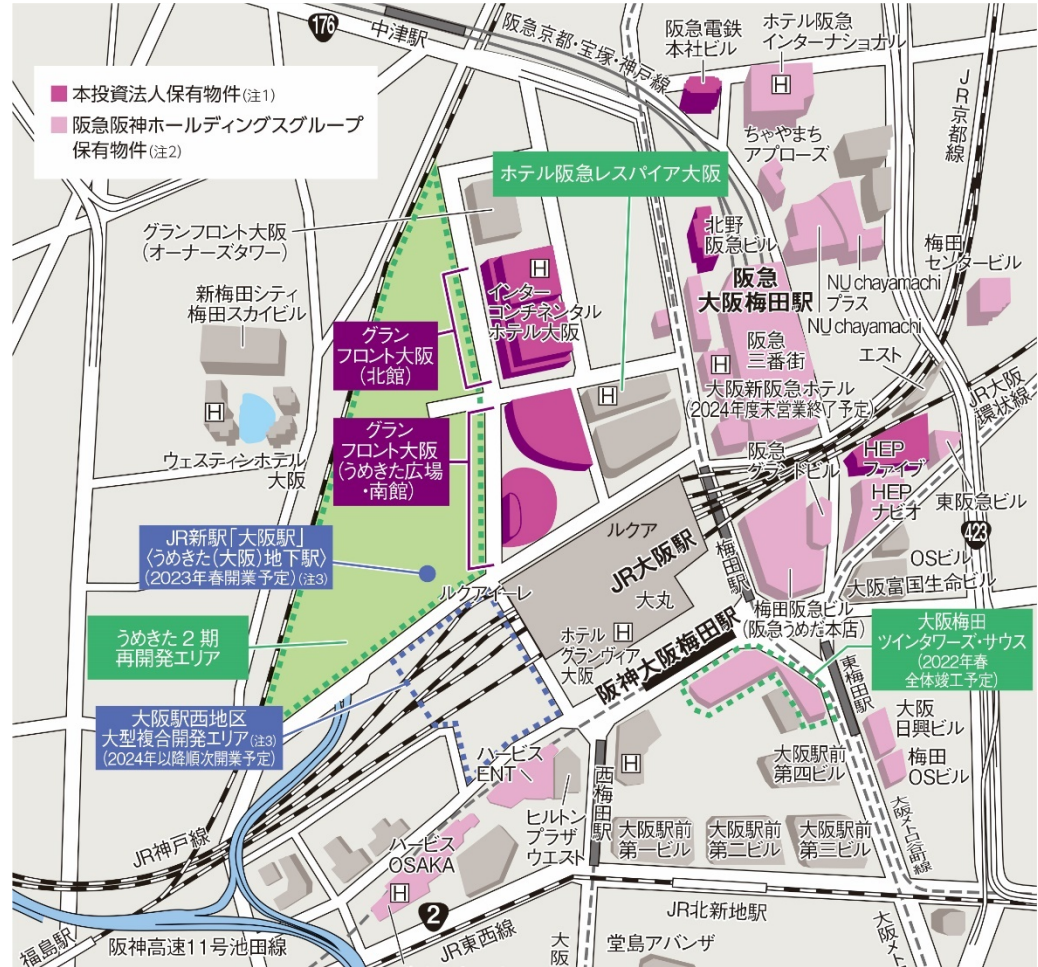 176
中津駅
阪急京都・宝塚・神戸線
阪急電鉄
本社ビル
ホテル阪急
インターナショナル
H
JR京都線
■本投資法人保有物件(注1)
■阪急阪神ホールディングスグループ
保有物件(注2)
ちゃやまち
アプローズ
ホテル阪急レスパイア大阪
グランフロント大阪
(オーナーズタワー)
北野
阪急ビル
梅田
センタービル
阪急
大阪梅田駅
NU chayamachi
プラス
NU chayamachi
H
インター
コンチネンタル
ホテル大阪
新梅田シティ
梅田スカイビル
グラン
フロント大阪
(北館)
阪急
三番街
エスト
H
H
大阪新阪急ホテル
(2024年度末営業終了予定)
JR大阪
環状線
H
ウェスティンホテル
大阪
グラン
フロント大阪
(うめきた広場
・南館)
阪急
グランドビル
HEP
ファイブ
HEP
ナビオ
東阪急ビル
423
JR新駅「大阪駅」
〈うめきた(大阪)地下駅〉
(2023年春開業予定)(注3)
ルクア
JR大阪駅
大丸
梅田駅
OSビル
大阪富国生命ビル
ルクアイーレ
梅田阪急ビル
(阪急うめだ本店)
うめきた2期
再開発エリア
ホテル
グランヴィア
大阪
H
阪神大阪梅田駅
大阪梅田
ツインタワーズ・サウス
(2022年春
全体竣工予定)
東梅田駅
大阪駅西地区
大型複合開発エリア(注3)
(2024年以降順次開業予定)
大阪
日興ビル
ハービス
ENT
H
西梅田駅
大阪駅前
第四ビル
梅田
OSビル
ヒルトン
プラザ
ウエスト
大阪駅前
第一ビル
大阪駅前
第二ビル
大阪駅前
第三ビル
大阪メトロ谷町線
JR神戸線
ハービス
OSAKA
H
2
JR北新地駅
福島駅
阪神高速11号池田線
JR東西線
大阪
堂島アバンザ
大阪メト